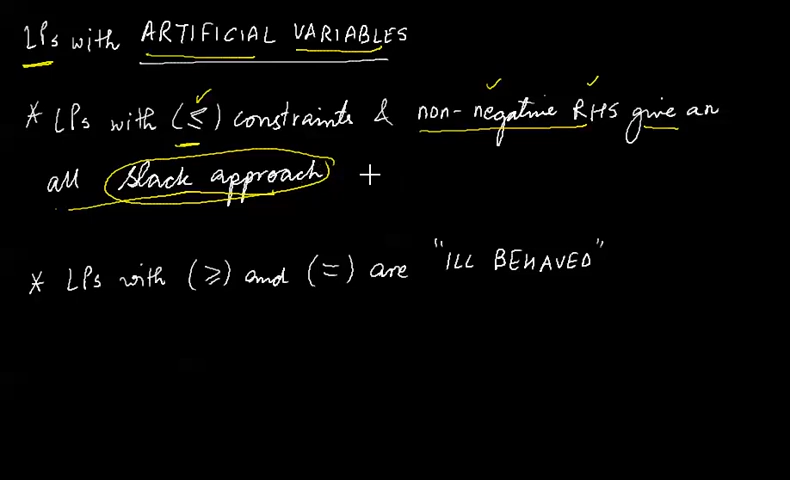 LPs with ARTIFICIAL VARIABLES
* LPs with (≤) constraints & non-negative RHS give an
all slack approach +
* LPs with (≥) and (=) are "ILL BEHAVED"